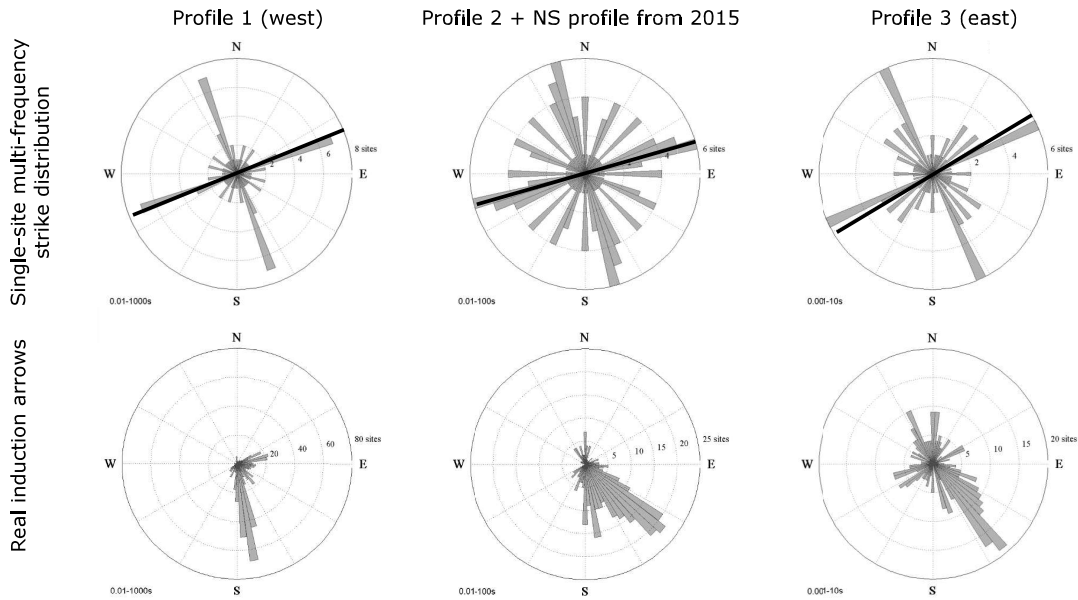 Profile 1 (west)
Profile 2 + NS profile from 2015
Profile 3 (east)
Single-site multi-frequency
strike distribution
N
W
E
S
2
6
8 sites
0.01-1000s
N
W
E
S
4
6 sites
0.01-100s
N
W
E
S
2
4
6 sites
0.001-10s
Real induction arrows
N
W
E
S
20
40
60
80 sites
0.01-1000s
N
W
E
S
5
10
15
20
25 sites
0.01-100s
N
W
E
S
5
10
15
20 sites
0.001-10s